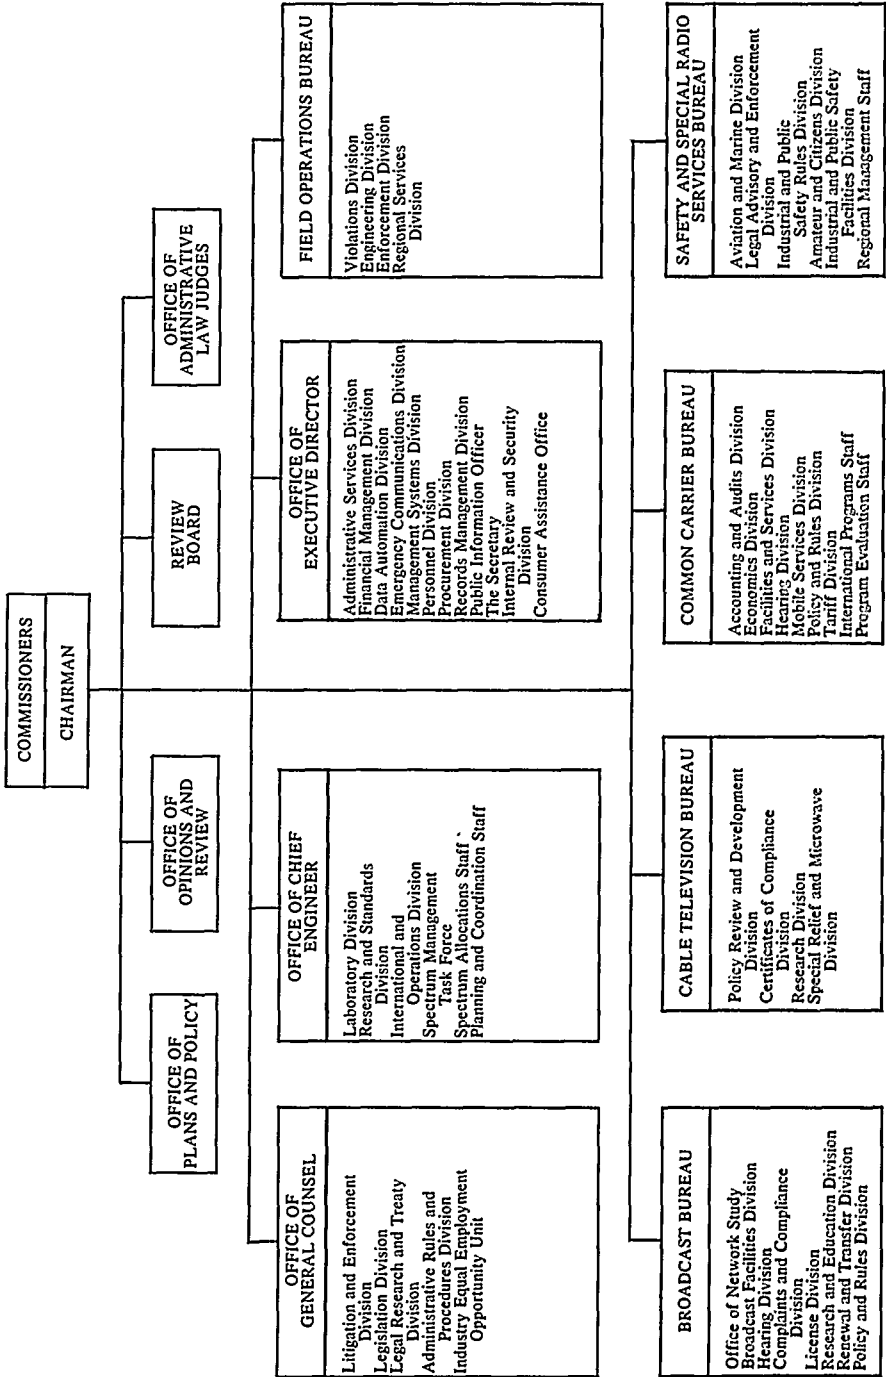 COMMISSIONERS
CHAIRMAN
OFFICE OF
PLANS AND POLICY
OFFICE OF
OPINIONS AND
REVIEW
REVIEW
BOARD
OFFICE OF
ADMINISTRATIVE
LAW JUDGES
OFFICE OF
GENERAL COUNSEL
Litigation and Enforcement
Division
Legislation Division
Legal Research and Treaty
Division
Administrative Rules and
Procedures Division
Industry Equal Employment
Opportunity Unit
OFFICE OF CHIEF
ENGINEER
Laboratory Division
Research and Standards
Division
International and
Operations Division
Spectrum Management
Task Force
Spectrum Allocations Staff
Planning and Coordination Staff
OFFICE OF
EXECUTIVE DIRECTOR
Administrative Services Division
Financial Management Division
Data Automation Division
Emergency Communications Division
Management Systems Division
Personnel Division
Procurement Division
Records Management Division
Public Information Officer
The Secretary
Internal Review and Security
Division
Consumer Assistance Office
FIELD OPERATIONS BUREAU
Violations Division
Engineering Division
Enforcement Division
Regional Services
Division
BROADCAST BUREAU
Office of Network Study
Broadcast Facilities Division
Hearing Division
Complaints and Compliance
Division
License Division
Research and Education Division
Renewal and Transfer Division
Policy and Rules Division
CABLE TELEVISION BUREAU
Policy Review and Development
Division
Certificates of Compliance
Division
Research Division
Special Relief and Microwave
Division
COMMON CARRIER BUREAU
Accounting and Audits Division
Economics Division
Facilities and Services Division
Hearing Division
Mobile Services Division
Policy and Rules Division
Tariff Division
International Programs Staff
Program Evaluation Staff
SAFETY AND SPECIAL RADIO
SERVICES BUREAU
Aviation and Marine Division
Legal Advisory and Enforcement
Division
Industrial and Public
Safety Rules Division
Amateur and Citizens Division
Industrial and Public Safety
Facilities Division
Regional Management Staff